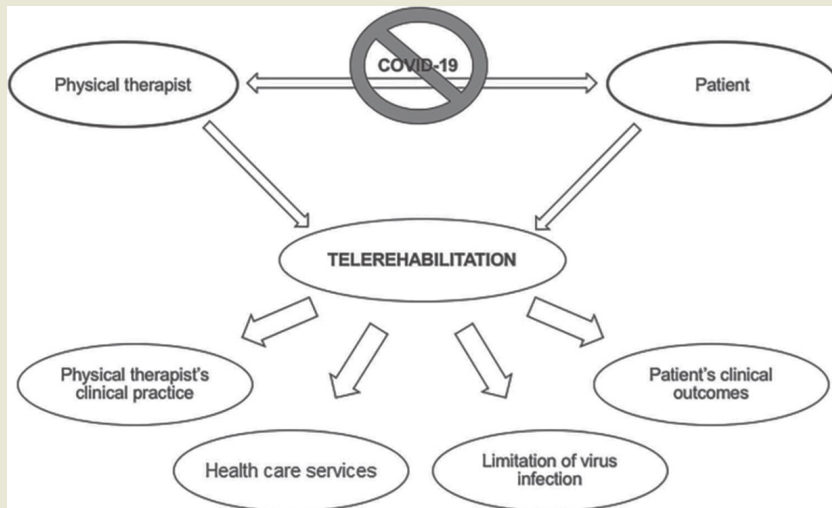 COVID-19
Physical therapist
Patient
TELEREHABILITATION
Physical therapist's
clinical practice
Patient's clinical
outcomes
Health care services
Limitation of virus
infection